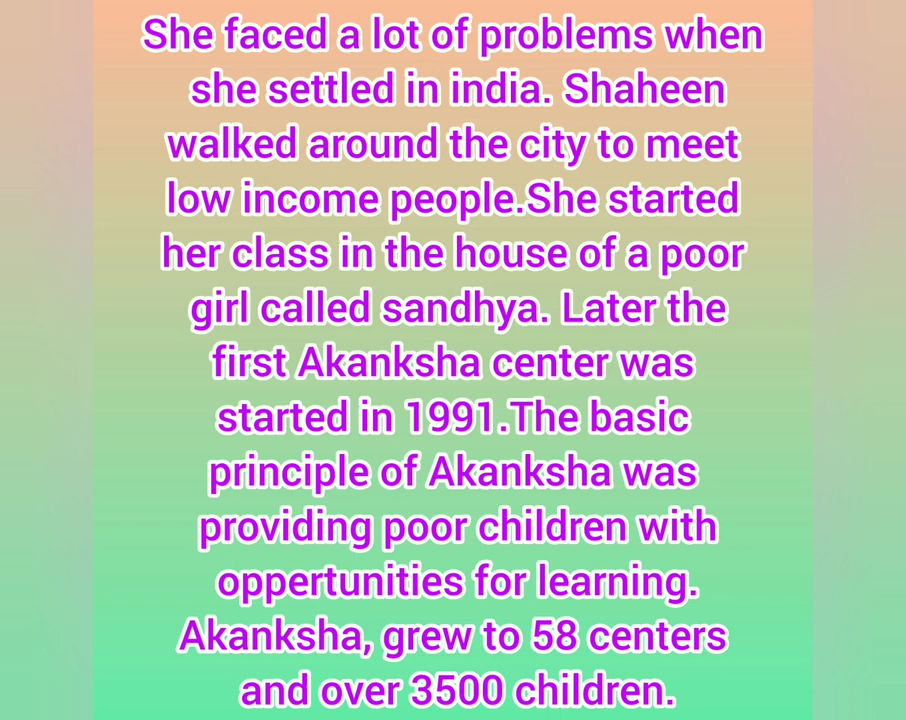 She faced a lot of problems when
she settled in india. Shaheen
walked around the city to meet
low income people.She started
her class in the house of a poor
girl called sandhya. Later the
first Akanksha center was
started in 1991.The basic
principle of Akanksha was
providing poor children with
oppertunities for learning.
Akanksha, grew to 58 centers
and over 3500 children.